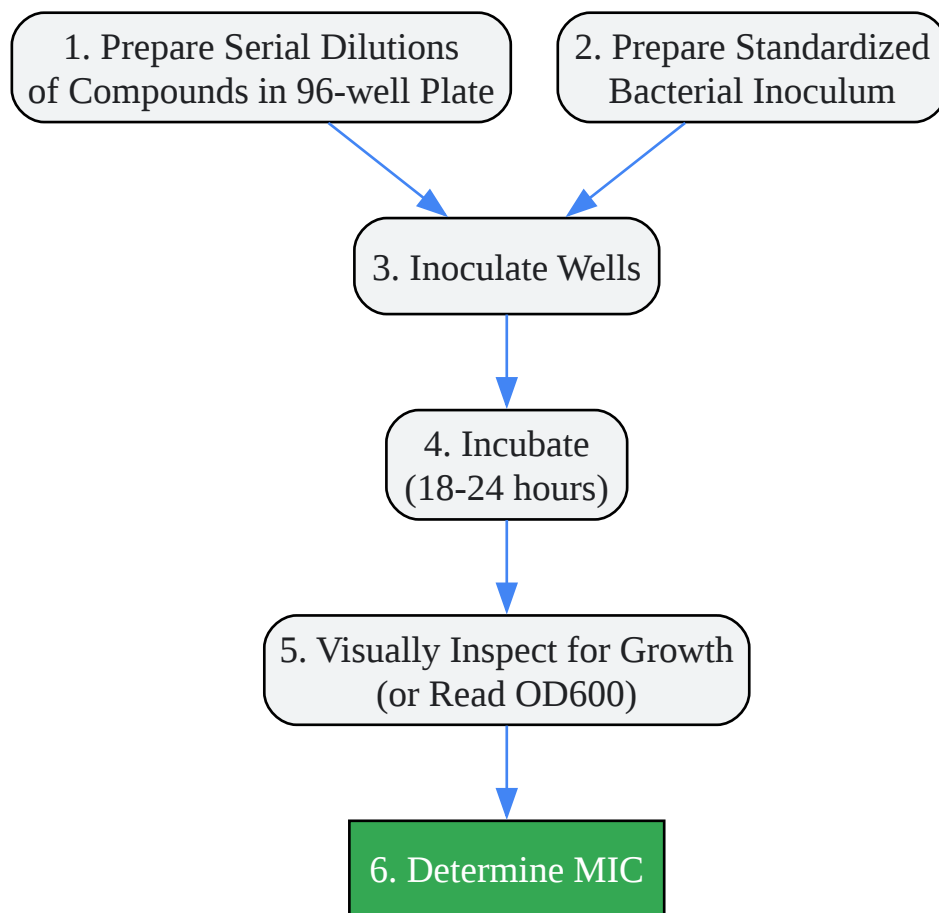 1. Prepare Serial Dilutions
of Compounds in 96-well Plate
2. Prepare Standardized
Bacterial Inoculum
3. Inoculate Wells
4. Incubate
(18-24 hours)
5. Visually Inspect for Growth
(or Read OD600)
6. Determine MIC